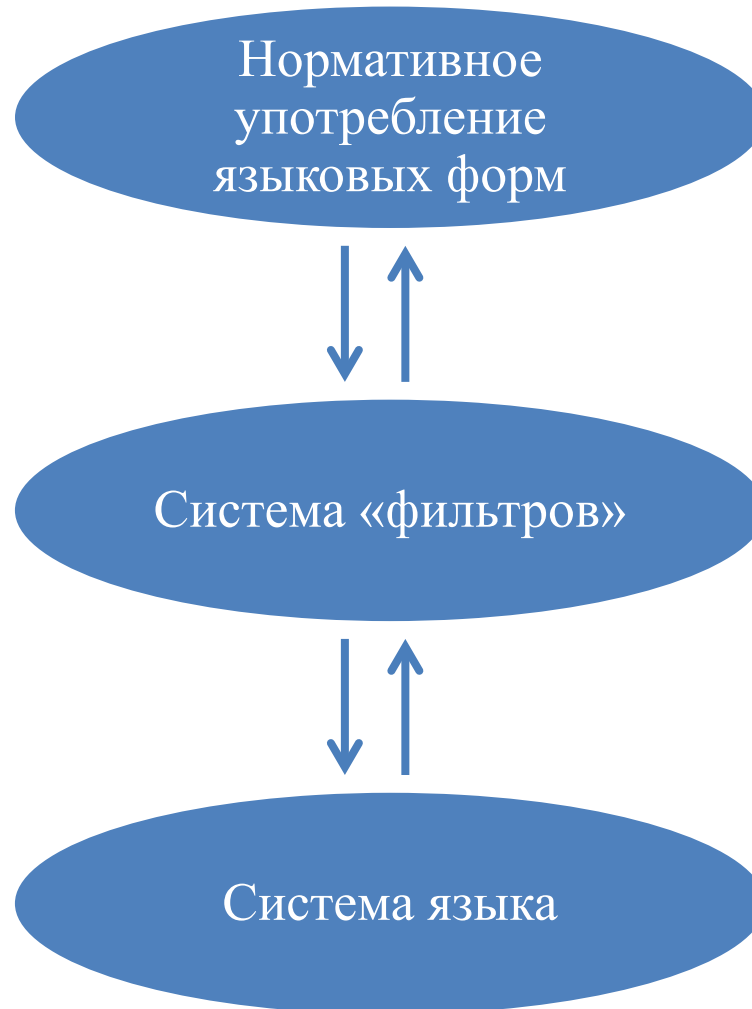 Нормативное
употребление
языковых форм
Система «фильтров»
Система языка